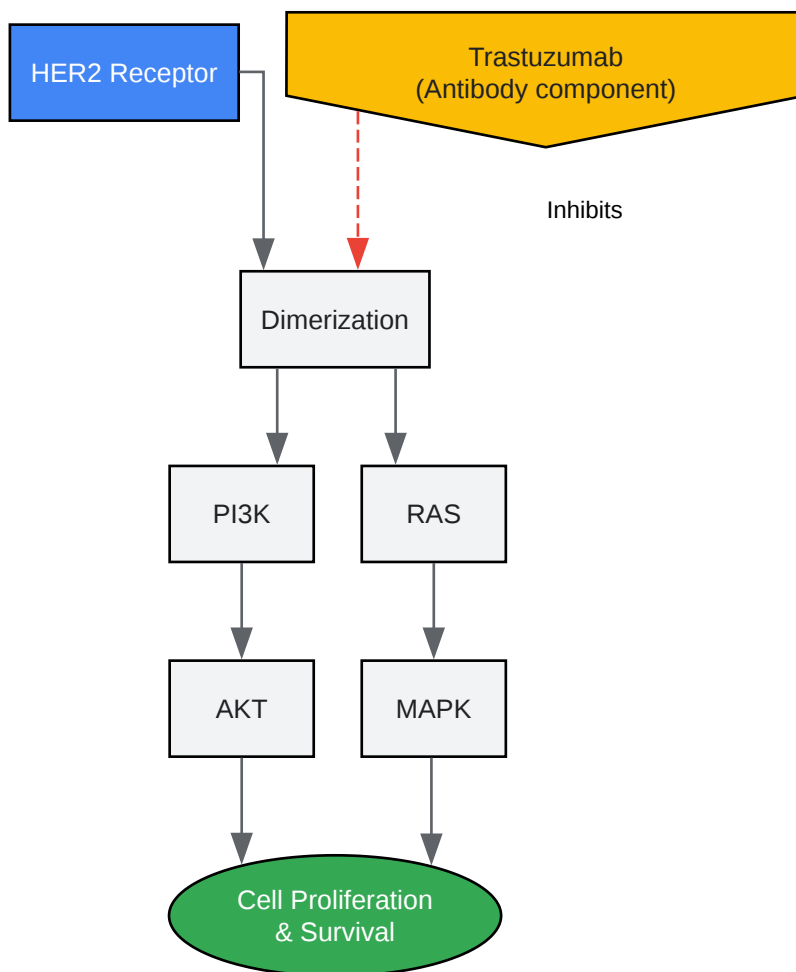 HER2 Receptor
Trastuzumab
(Antibody component)
Inhibits
Dimerization
PI3K
RAS
AKT
MAPK
Cell Proliferation
& Survival